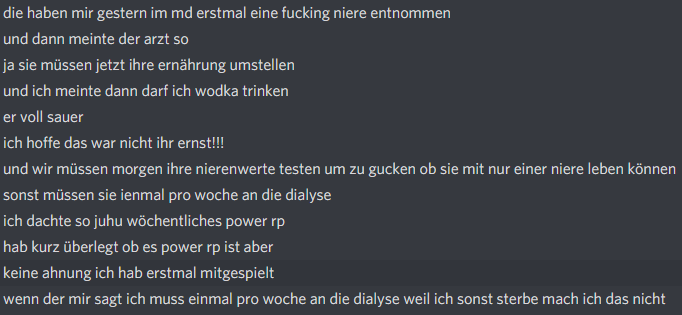 die haben mir gestern im md erstmal eine fucking niere entnommen
und dann meinte der arzt so
ja sie müssen jetzt ihre ernährung umstellen
und ich meinte dann darf ich wodka trinken
er voll sauer
ich hoffe das war nicht ihr ernst!!!
und wir müssen morgen ihre nierenwerte testen um zu gucken ob sie mit nur einer niere leben können
sonst müssen sie ienmal pro woche an die dialyse
ich dachte so juhu wöchentliches power rp
hab kurz überlegt ob es power rp ist aber
keine ahnung ich hab erstmal mitgespielt
wenn der mir sagt ich muss einmal pro woche an die dialyse weil ich sonst sterbe mach ich das nicht